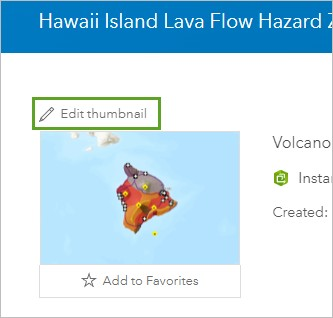 Hawaii Island Lava Flow Hazard
Edit thumbnail
Volcano
Insta
Created:
Add to Favorites